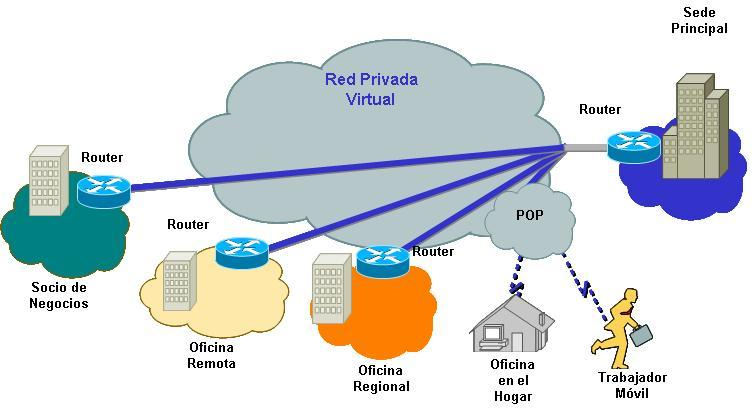 Sede
Principal
Red Privada
Virtual
Router
Router
Router
Router
POP
Socio de
Negocios
Oficina
Remota
Oficina
Regional
Oficina
en el
Hogar
Trabajador
Móvil